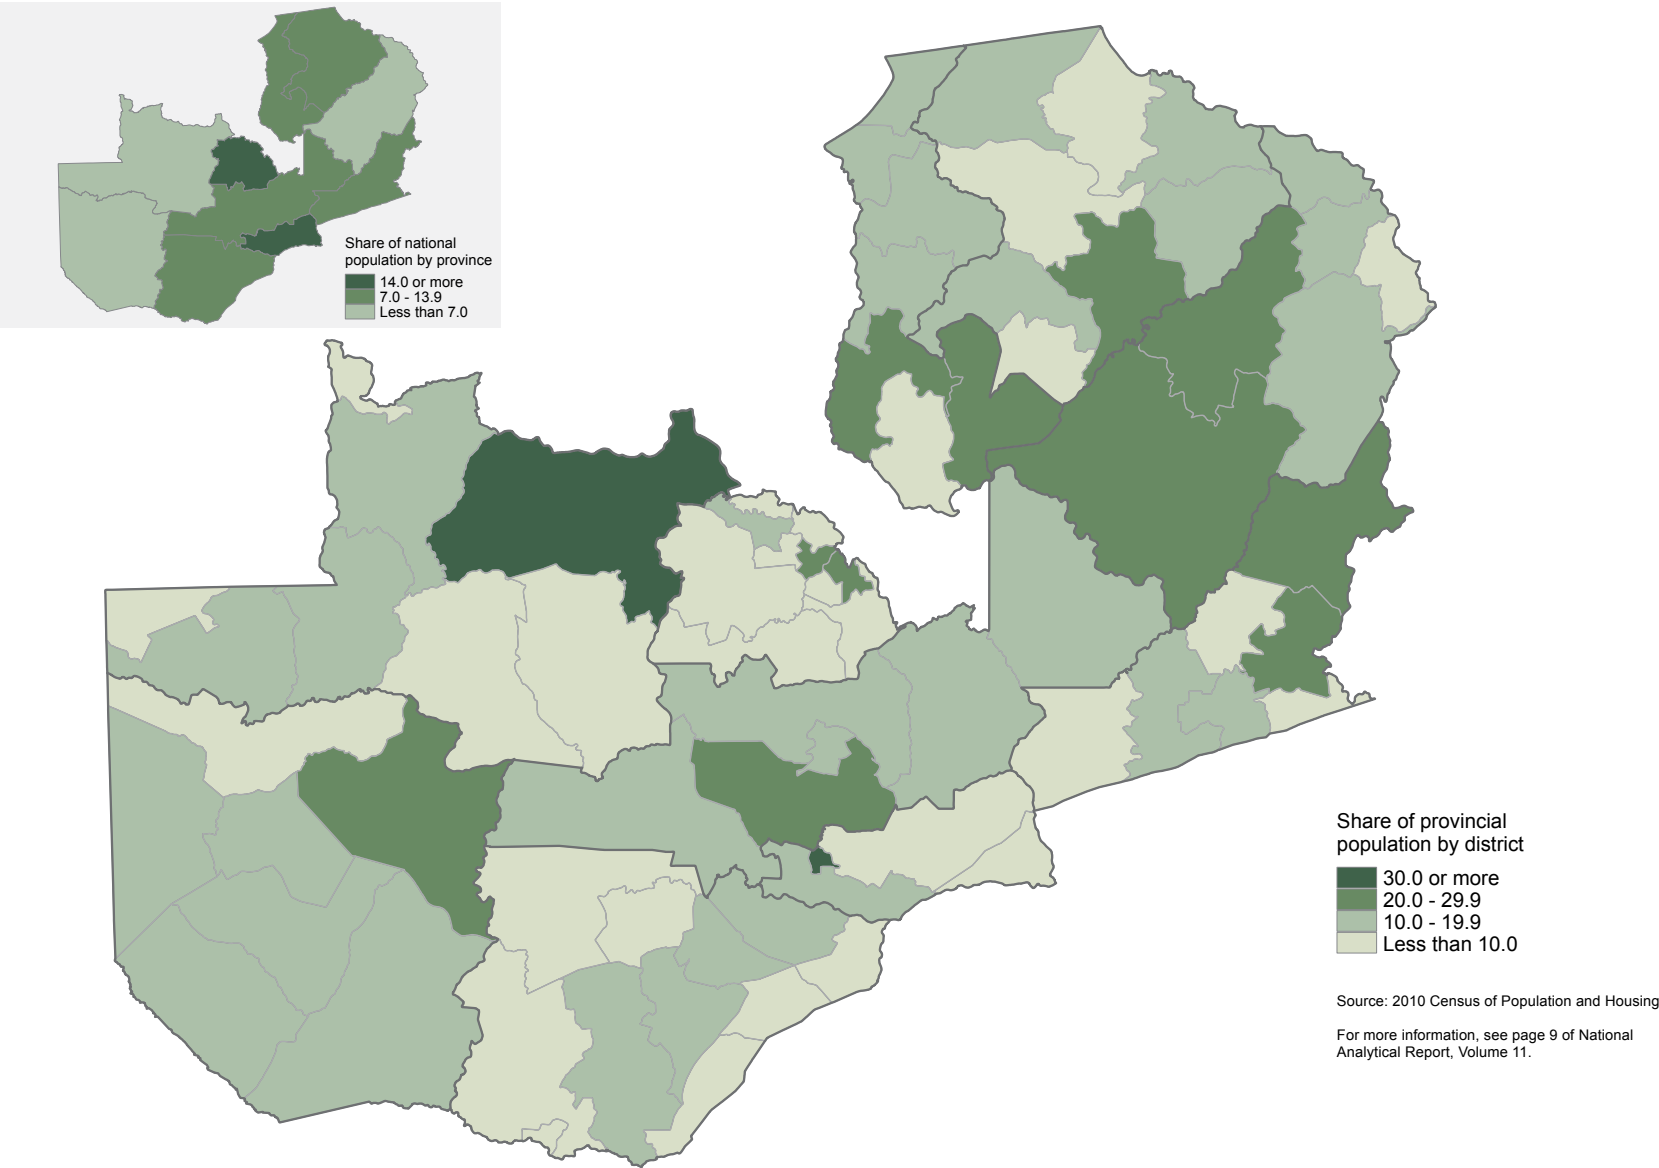 Share of national
population by province
14.0 or more
7.0 - 13.9
Less than 7.0
Share of provincial
population by district
30.0 or more
20.0 - 29.9
10.0 - 19.9
Less than 10.0
Source: 2010 Census of Population and Housing
For more information, see page 9 of National
Analytical Report, Volume 11.